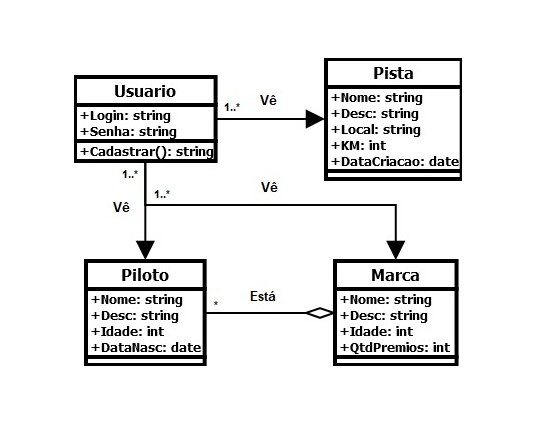 Usuario
+Login: string
+Senha: string
+Cadastrar(): string
1..*
Vê
Pista
+Nome: string
+Desc: string
+Local: string
+KM: int
+DataCriacao: date
1..*
Vê
1..*
Vê
Piloto
+Nome: string
+Desc: string
+Idade: int
+DataNasc: date
*
Está
Marca
+Nome: string
+Desc: string
+Idade: int
+QtdPremios: int